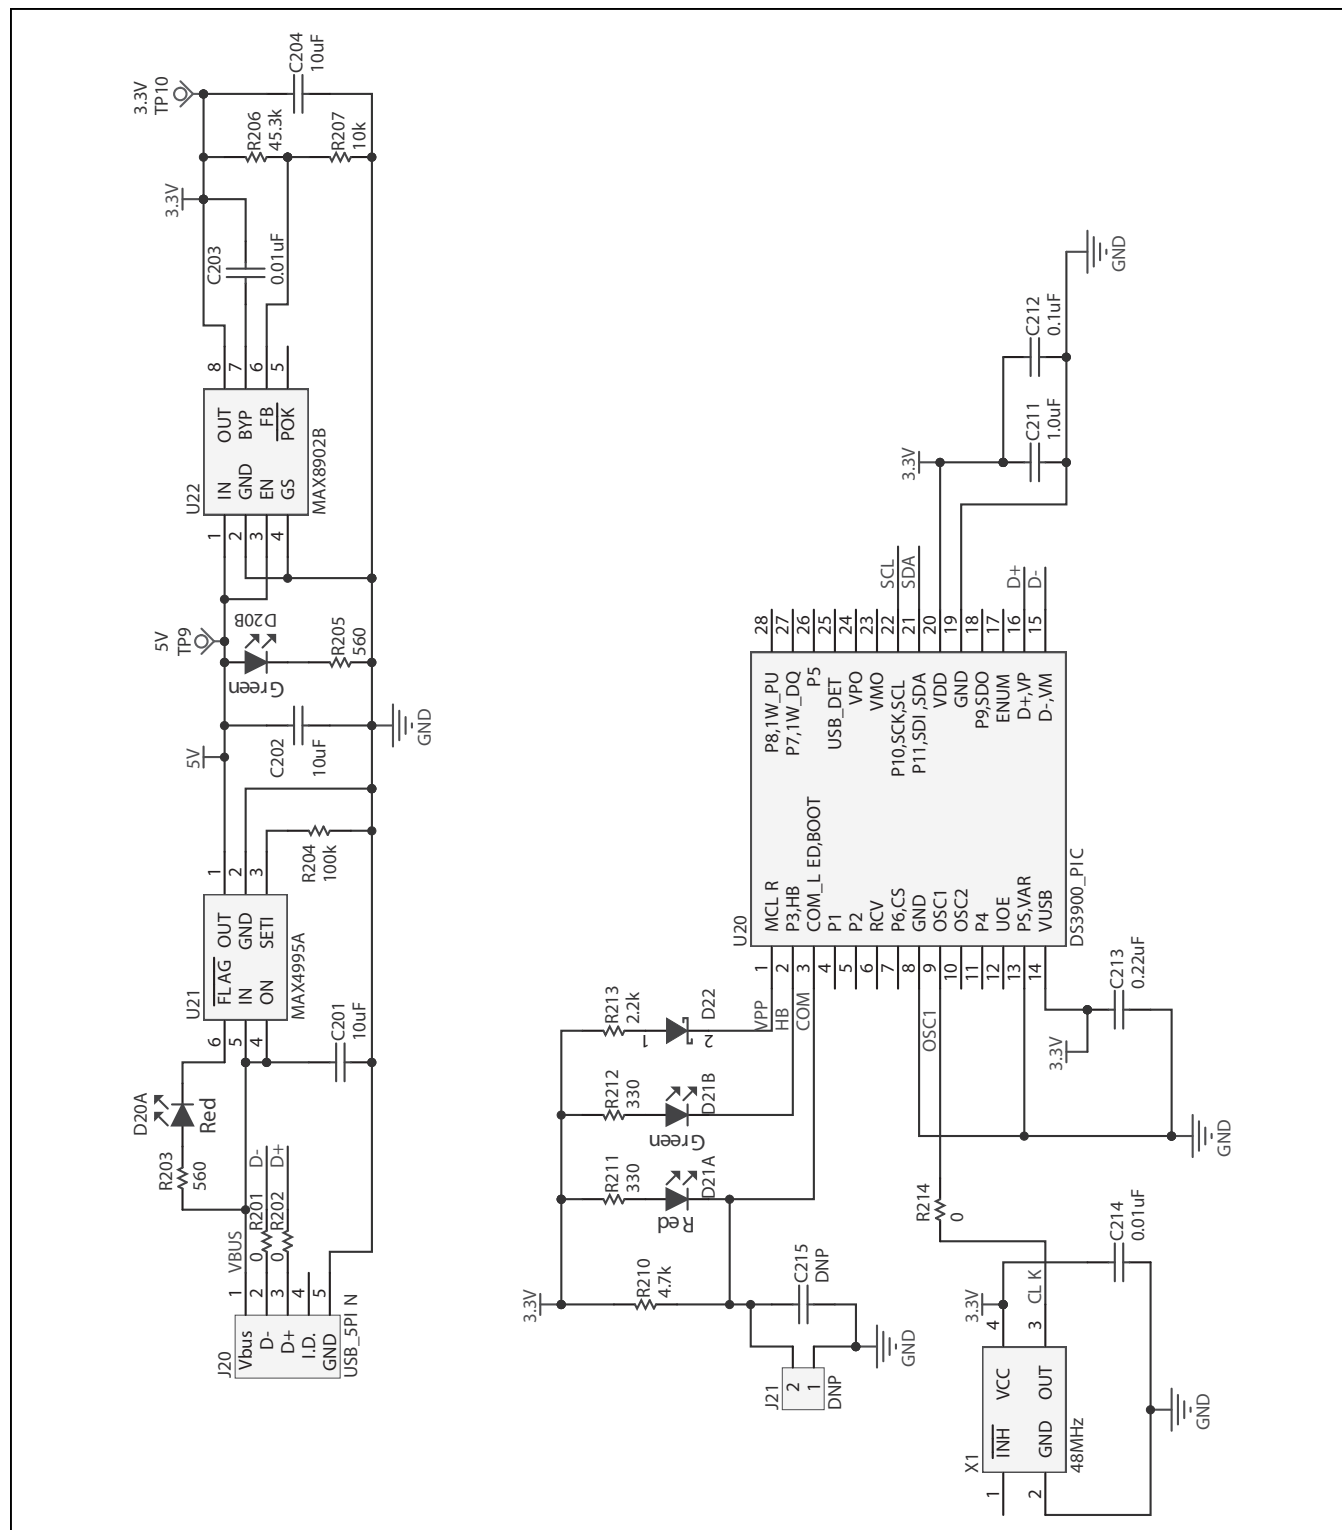 J20
USB_5PI N
Vbus
D-
D+
I.D.
GND
1
2
3
4
5
VBUS
0
R201
D-
0
R202
D+
R203
560
D20A
Red
U21
MAX4995A
FLAG
IN
ON
OUT
GND
SETI
6
5
4
1
2
3
C201
10uF
R204
100k
5V
C202
10uF
GND
Green
D20B
R205
560
5V
TP9
U22
MAX8902B
IN
GND
EN
GS
OUT
BYP
FB
POK
1
2
3
4
8
7
6
5
C203
0.01uF
3.3V
R206
45.3k
R207
10k
3.3V
TP10
C204
10uF
3.3V
R210
4.7k
R211
330
Red
D21A
R212
330
Green
D21B
R213
2.2k
1
2
D22
VPP
HB
COM
J21
2
1
DNP
C215
DNP
GND
U20
DS3900_PIC
MCL R
P3,HB
COM_L ED,BOOT
P1
P2
RCV
P6,CS
GND
OSC1
OSC2
P4
UOE
PS,VAR
VUSB
1
2
3
4
5
6
7
8
9
10
11
12
13
14
P8,1W_PU
P7,1W_DQ
P5
USB_DET
VPO
VMO
P10,SCK,SCL
P11,SDI ,SDA
VDD
GND
P9,SDO
ENUM
D+,VP
D-,VM
28
27
26
25
24
23
22
21
20
19
18
17
16
15
SCL
SDA
D+
D-
3.3V
C211
1.0uF
C212
0.1uF
GND
OSC1
R214
0
3.3V
C213
0.22uF
GND
X1
48MHz
INH
GND
VCC
OUT
1
2
4
3
3.3V
CL K
C214
0.01uF
GND